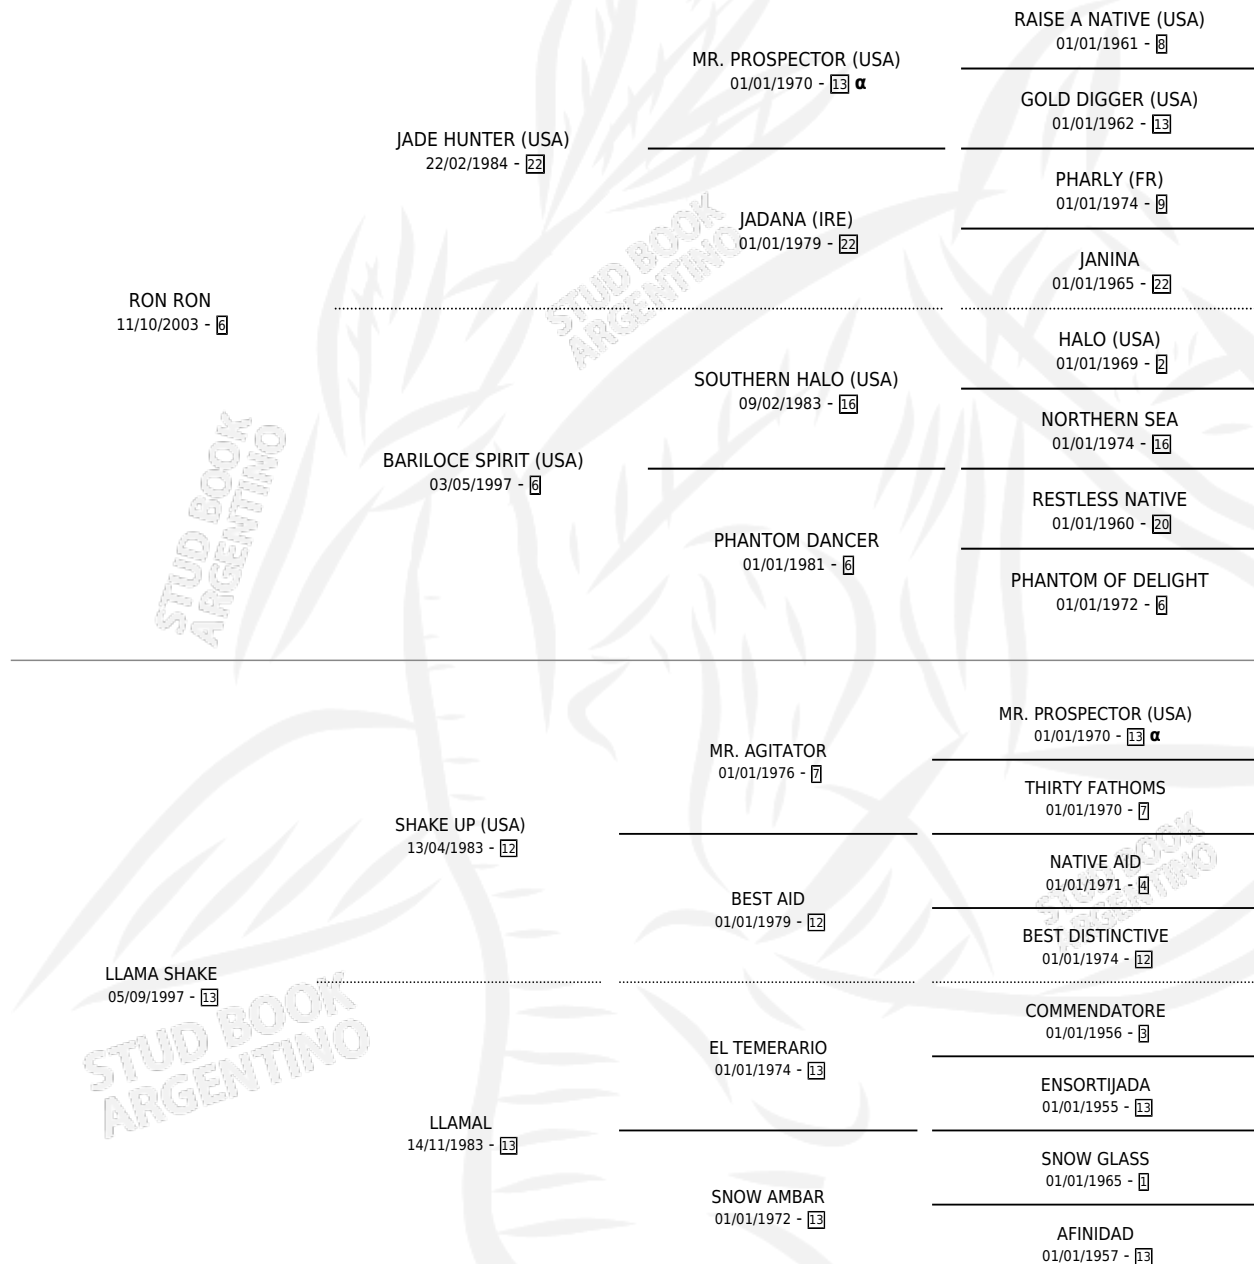 RAISE A NATIVE (USA)
01/01/1961 - 8
MR. PROSPECTOR (USA)
01/01/1970 - 13 α
GOLD DIGGER (USA)
01/01/1962 - 13
JADE HUNTER (USA)
22/02/1984 - 22
PHARLY (FR)
01/01/1974 - 9
JADANA (IRE)
01/01/1979 - 22
JANINA
01/01/1965 - 22
RON RON
11/10/2003 - 6
HALO (USA)
01/01/1969 - 2
SOUTHERN HALO (USA)
09/02/1983 - 16
NORTHERN SEA
01/01/1974 - 16
BARILOCE SPIRIT (USA)
03/05/1997 - 6
RESTLESS NATIVE
01/01/1960 - 20
PHANTOM DANCER
01/01/1981 - 6
PHANTOM OF DELIGHT
01/01/1972 - 6
MR. PROSPECTOR (USA)
01/01/1970 - 13 α
MR. AGITATOR
01/01/1976 - 7
THIRTY FATHOMS
01/01/1970 - 7
SHAKE UP (USA)
13/04/1983 - 12
NATIVE AID
01/01/1971 - 4
BEST AID
01/01/1979 - 12
BEST DISTINCTIVE
01/01/1974 - 12
LLAMA SHAKE
05/09/1997 - 13
COMMENDATORE
01/01/1956 - 3
EL TEMERARIO
01/01/1974 - 13
ENSORTIJADA
01/01/1955 - 13
LLAMAL
14/11/1983 - 13
SNOW GLASS
01/01/1965 - 1
SNOW AMBAR
01/01/1972 - 13
AFINIDAD
01/01/1957 - 13
STUD BOOK
ARGENTINO
STUD BOOK
ARGENTINO
STUD BOOK
ARGENTINO
STUD BOOK
ARGENTINO